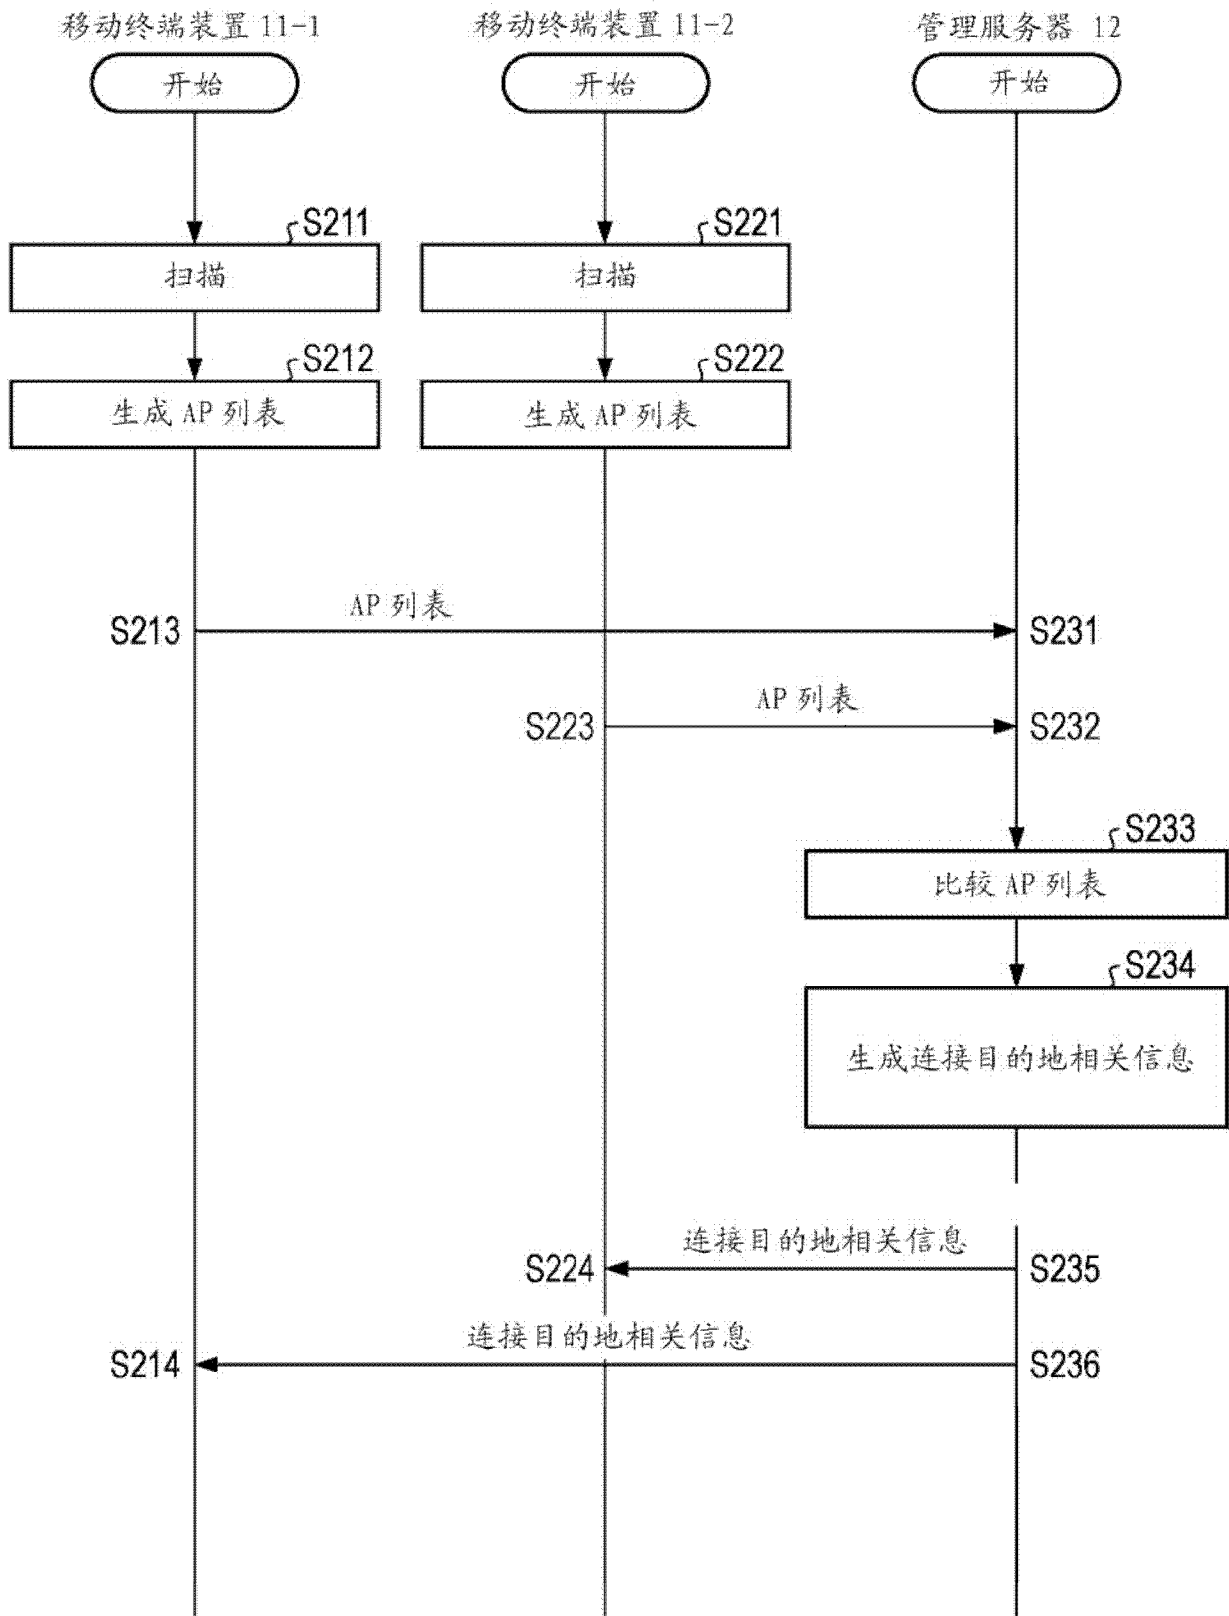 移动终端装置 11-1
移动终端装置 11-2
管理服务器 12
开始
开始
开始
S211
S221
扫描
扫描
S212
S222
生成 AP 列表
生成 AP 列表
AP 列表
S213
S231
AP 列表
S223
S232
S233
比较 AP 列表
S234
生成连接目的地相关信息
连接目的地相关信息
S224
S235
连接目的地相关信息
S214
S236